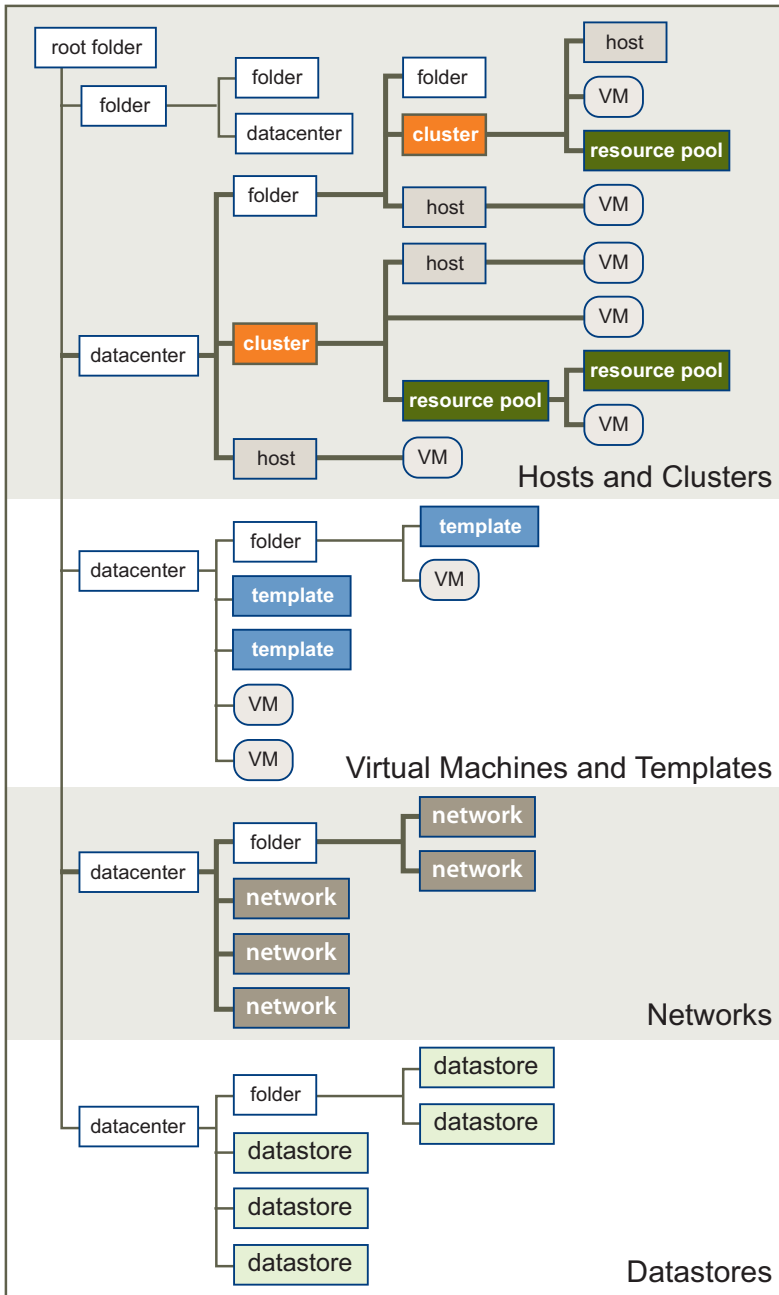 root folder
folder
folder
datacenter
folder
cluster
host
VM
resource pool
folder
host
VM
datacenter
cluster
host
VM
VM
resource pool
resource pool
VM
host
VM
Hosts and Clusters
datacenter
folder
template
VM
template
template
VM
VM
Virtual Machines and Templates
datacenter
folder
network
network
network
network
network
Networks
datacenter
folder
datastore
datastore
datastore
datastore
datastore
Datastores